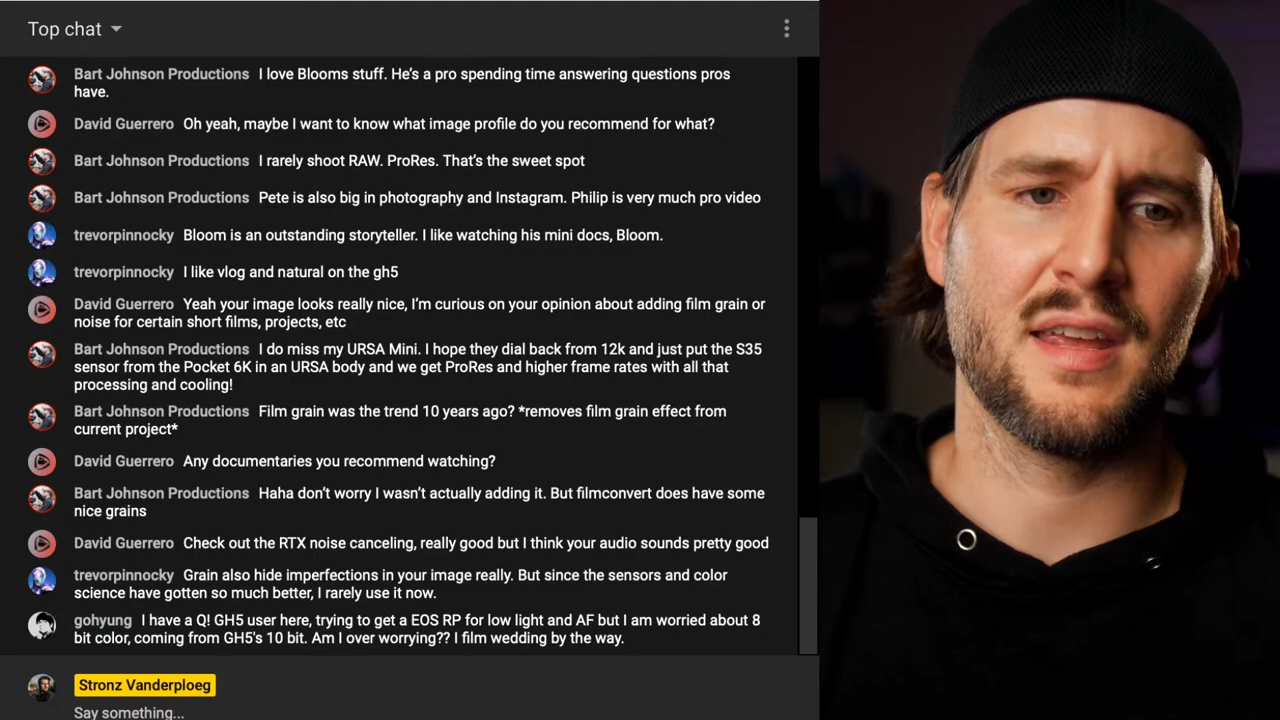 Top chat
Bart Johnson Productions I love Blooms stuff. He's a pro spending time answering questions pros
have.
David Guerrero Oh yeah, maybe I want to know what image profile do you recommend for what?
Bart Johnson Productions I rarely shoot RAW. ProRes. That's the sweet spot
Bart Johnson Productions Pete is also big in photography and Instagram. Philip is very much pro video
trevorpinnocky Bloom is an outstanding storyteller. I like watching his mini docs, Bloom.
trevorpinnocky I like vlog and natural on the gh5
David Guerrero Yeah your image looks really nice, I'm curious on your opinion about adding film grain or
noise for certain short films, projects, etc
Bart Johnson Productions I do miss my URSA Mini. I hope they dial back from 12k and just put the S35
sensor from the Pocket 6K in an URSA body and we get ProRes and higher frame rates with all that
processing and cooling!
Bart Johnson Productions Film grain was the trend 10 years ago? *removes film grain effect from
current project*
David Guerrero Any documentaries you recommend watching?
Bart Johnson Productions Haha don't worry I wasn't actually adding it. But filmconvert does have some
nice grains
David Guerrero Check out the RTX noise canceling, really good but I think your audio sounds pretty good
trevorpinnocky Grain also hide imperfections in your image really. But since the sensors and color
science have gotten so much better, I rarely use it now.
gohyung I have a Q! GH5 user here, trying to get a EOS RP for low light and AF but I am worried about 8
bit color, coming from GH5's 10 bit. Am I over worrying?? I film wedding by the way.
Stronz Vanderploeg
Say something...